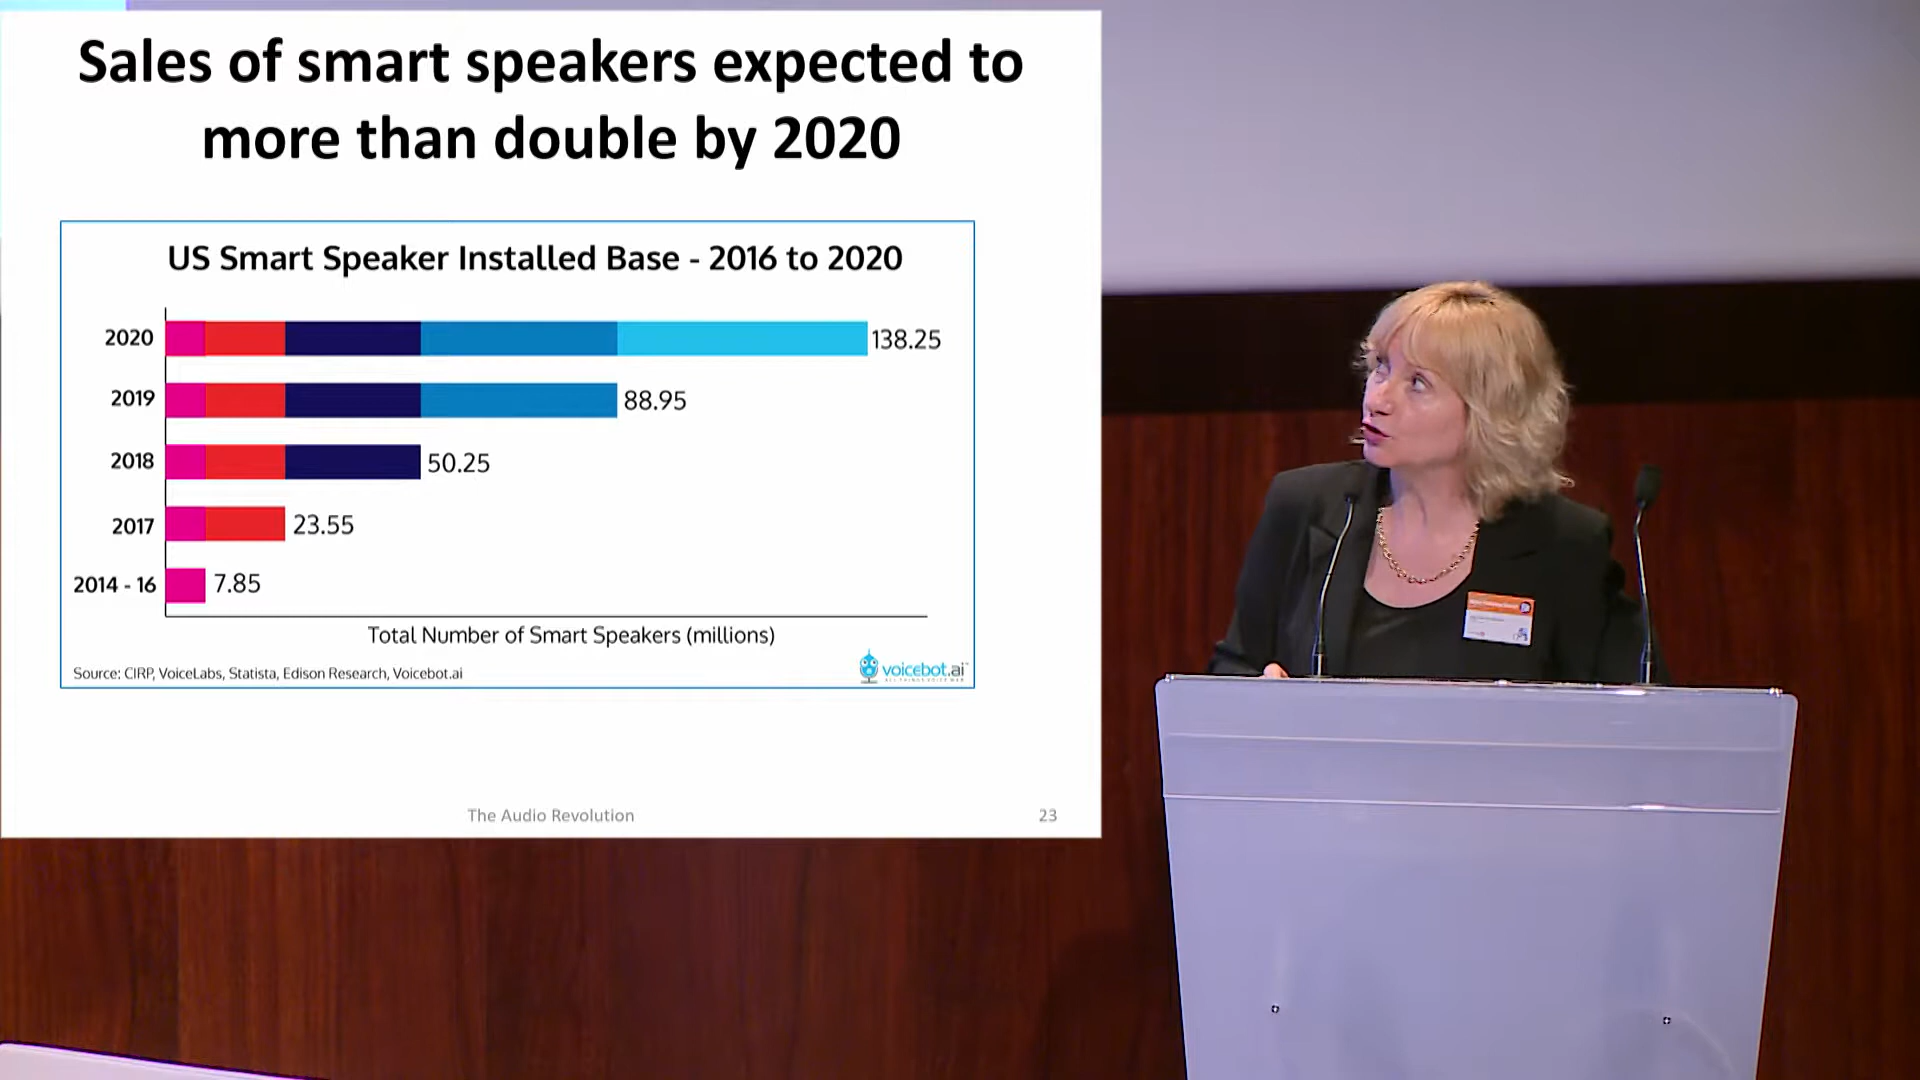 Sales of smart speakers expected to
more than double by 2020
US Smart Speaker Installed Base - 2016 to 2020
2020 138.25
2019 88.95
2018 50.25
2017 23.55
2014 - 16 7.85
Total Number of Smart Speakers (millions)
Source: CIRP, VoiceLabs, Statista, Edison Research, Voicebot.ai
voicebot.ai
The Audio Revolution
23